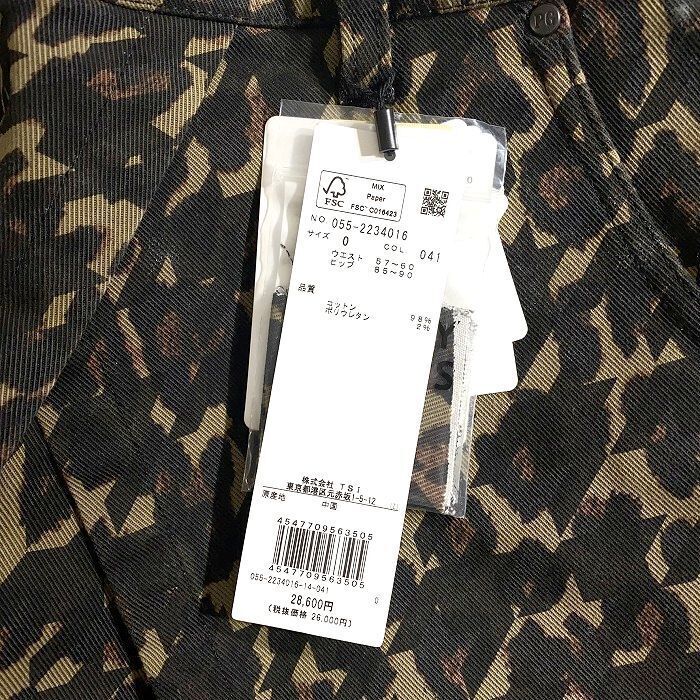 PG
MIX
Paper
FSC FSC™ C016423
NO 055-2234016
サイズ 0 COL 041
ウエスト 57～60
ヒップ 85～90
品質
コットン 98%
ポリウレタン 2%
Y
S
株式会社 TSI
東京都港区元赤坂1-5-12
原産地 中国
4547709563505
4547709563505
055-2234016-14-041 0
28,600円
(税抜価格 26,000円)